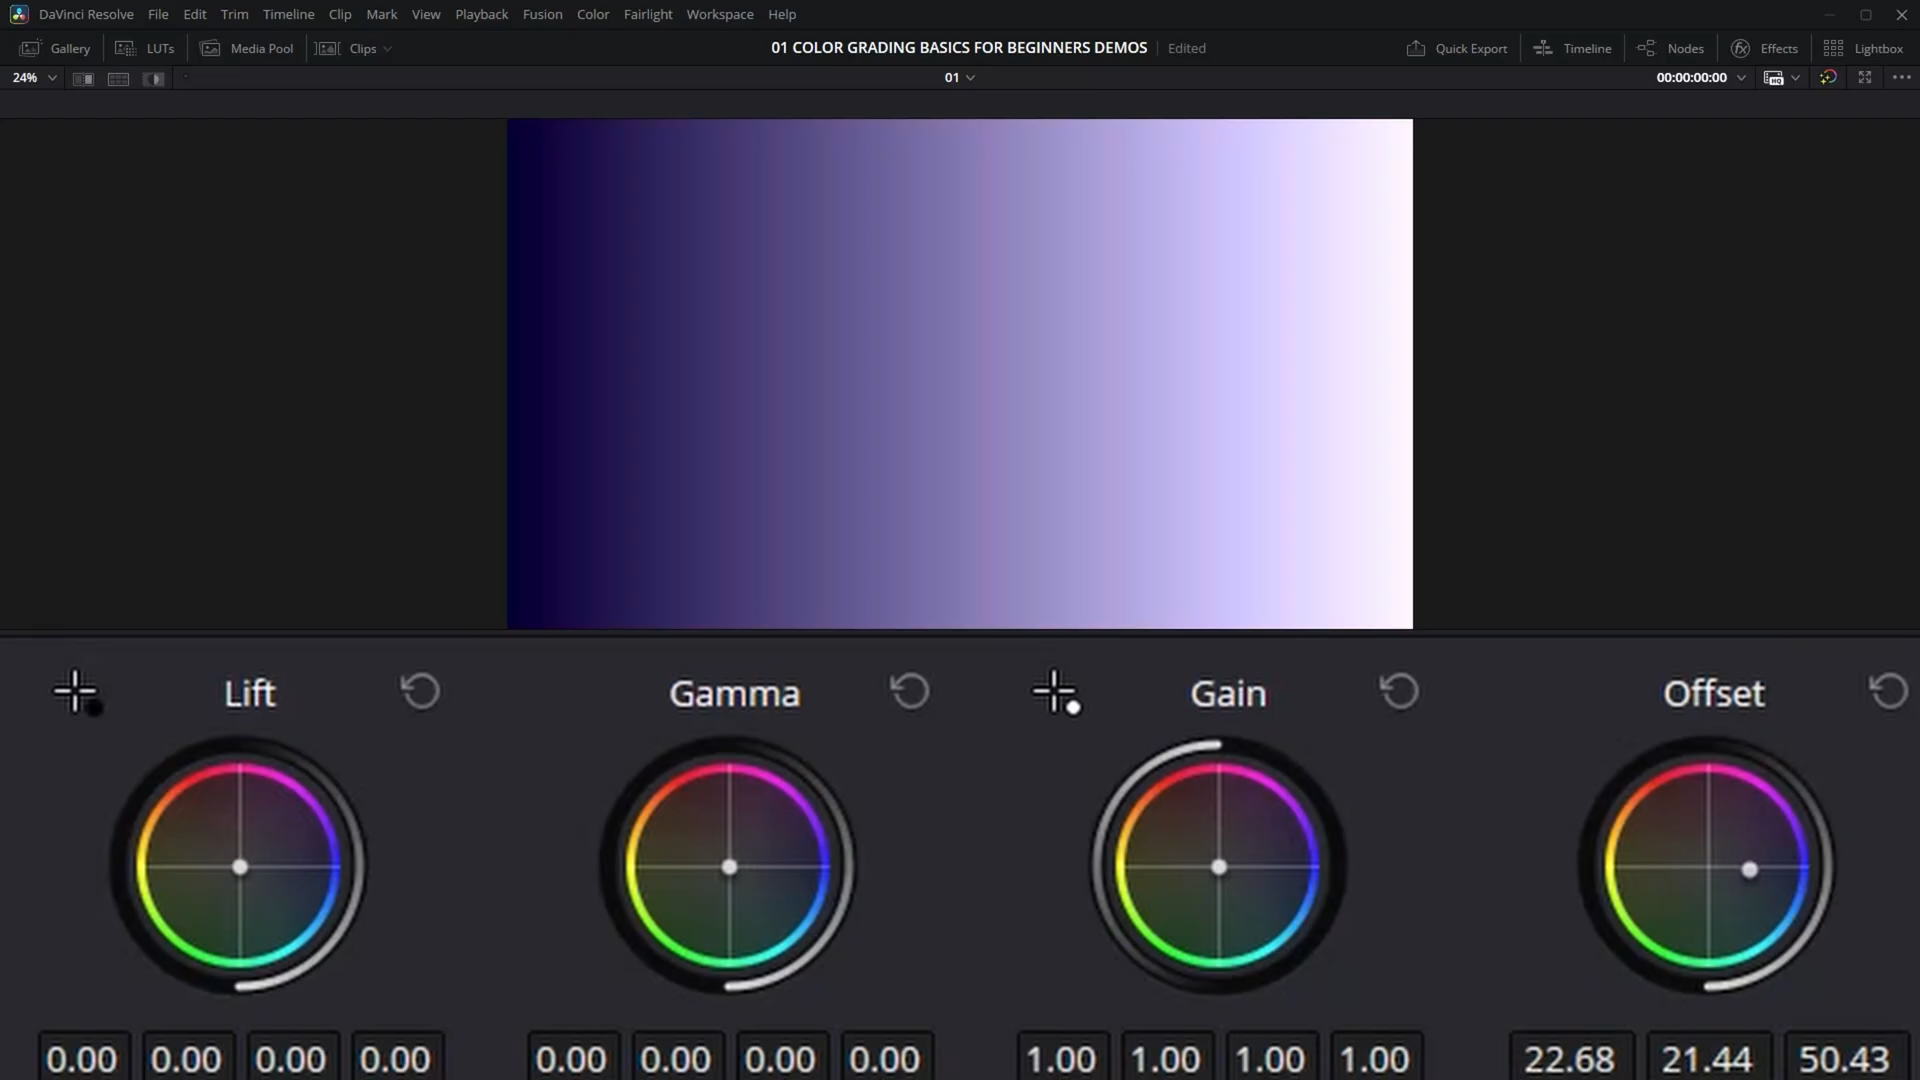 DaVinci Resolve File Edit Trim Timeline Clip Mark View Playback Fusion Color Fairlight Workspace Help
Gallery LUTs Media Pool Clips 01 COLOR GRADING BASICS FOR BEGINNERS DEMOS Edited Quick Export Timeline Nodes Effects Lightbox
24% 01 00:00:00:00 HQ
Lift Gamma Gain Offset
0.00 0.00 0.00 0.00 0.00 0.00 0.00 0.00 1.00 1.00 1.00 1.00 22.68 21.44 50.43